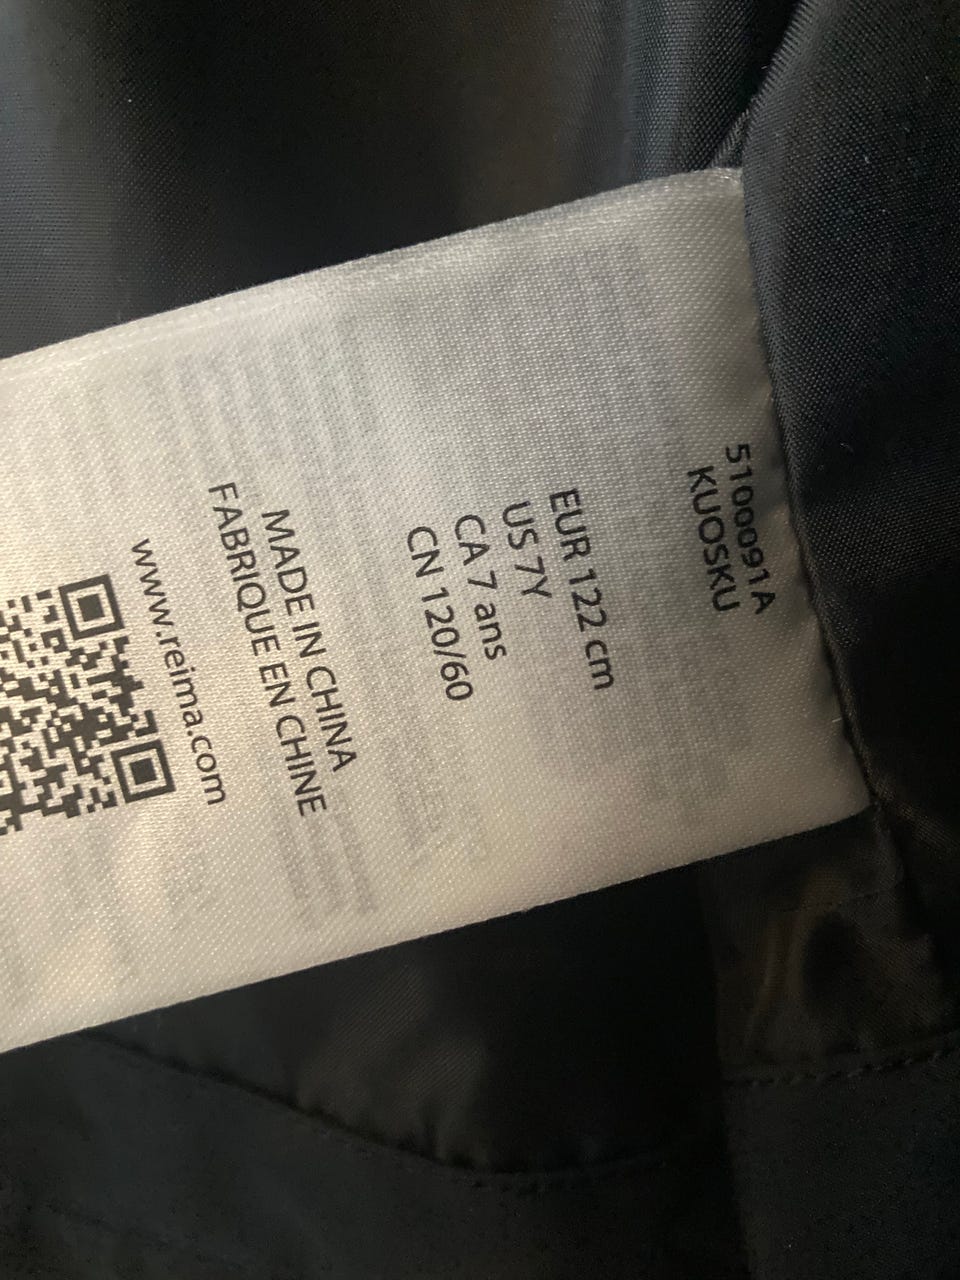 5100091A
KUOSKU
EUR 122 cm
US 7Y
CA 7 ans
CN 120/60
MADE IN CHINA
FABRIQUE EN CHINE
www.reima.com